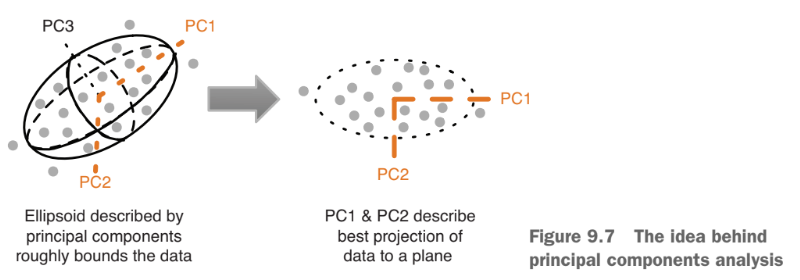 PC3
PC1
PC2
Ellipsoid described by
principal components
roughly bounds the data
PC1
PC2
PC1 & PC2 describe
best projection of
data to a plane
Figure 9.7 The idea behind
principal components analysis